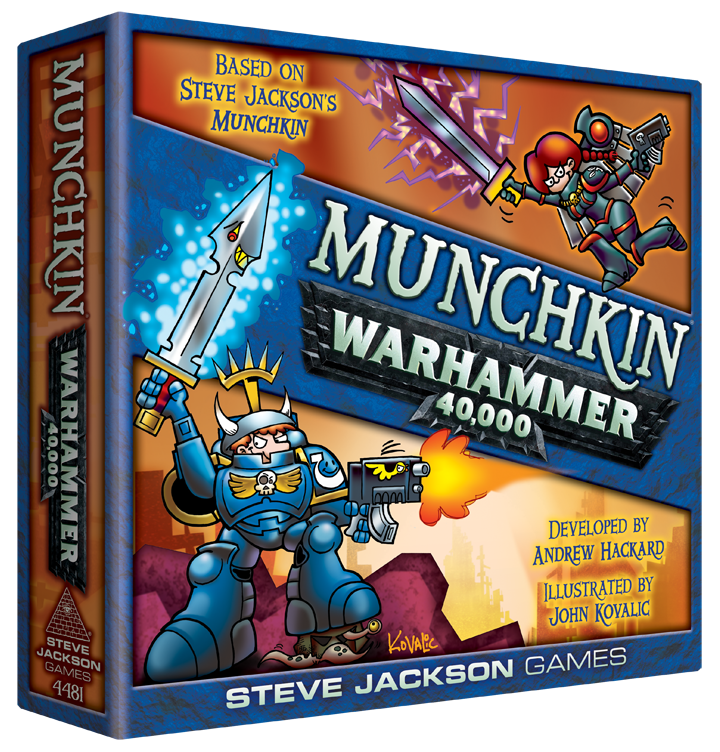 MUNCHKIN
WARHAMMER
40,000
STEVE
JACKSON
GAMES
4481
BASED ON
STEVE JACKSON'S
MUNCHKIN
MUNCHKIN
WARHAMMER
40,000
DEVELOPED BY
ANDREW HACKARD
ILLUSTRATED BY
JOHN KOVALIC
KOVALIC
STEVE JACKSON GAMES